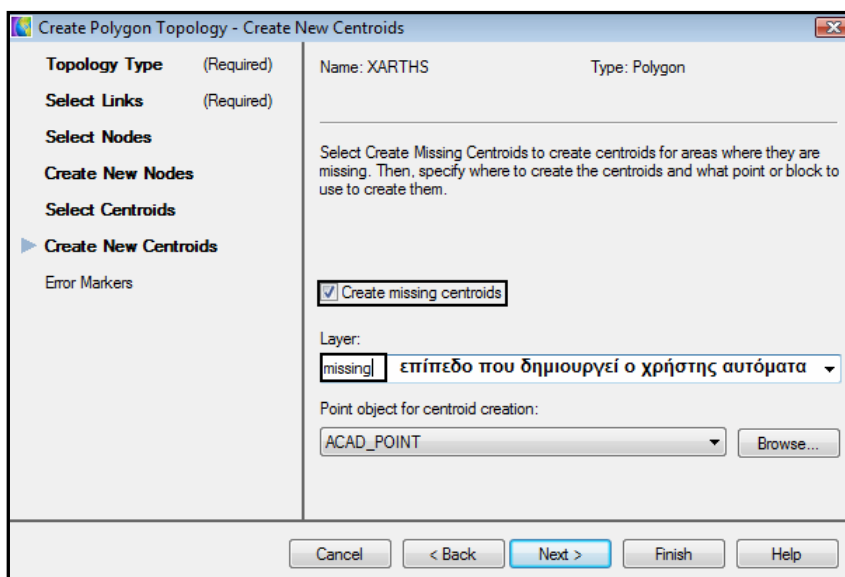 Create Polygon Topology - Create New Centroids
Topology Type (Required)
Select Links (Required)
Select Nodes
Create New Nodes
Select Centroids
Create New Centroids
Error Markers
Name: XARTHS Type: Polygon
Select Create Missing Centroids to create centroids for areas where they are
missing. Then, specify where to create the centroids and what point or block to
use to create them.
Create missing centroids
Layer:
missing επίπεδο που δημιουργεί ο χρήστης αυτόματα
Point object for centroid creation:
ACAD_POINT Browse...
Cancel < Back Next > Finish Help